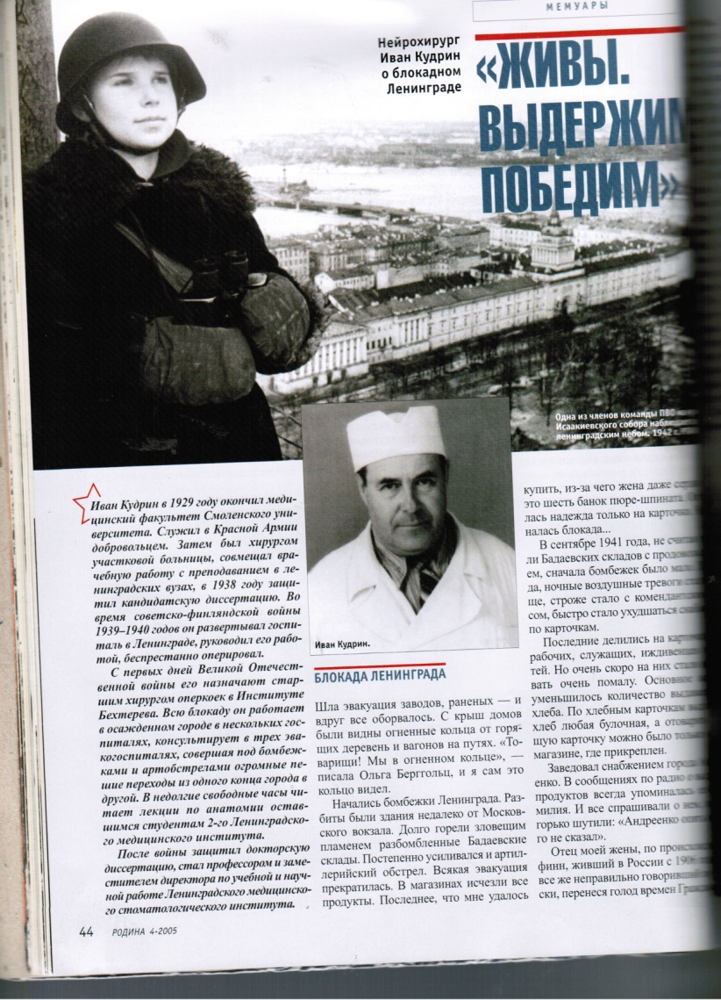 МЕМУАРЫ
Нейрохирург
Иван Кудрин
о блокадном
Ленинграде
«ЖИВЫ.
ВЫДЕРЖИМ
ПОБЕДИМ»
Одна из членов команды ПВО
Исаакиевского собора
ленинградским небом. 1942
Иван Кудрин в 1929 году окончил меди-
цинский факультет Смоленского уни-
верситета. Служил в Красной Армии
добровольцем. Затем был хирургом
участковой больницы, совмещал вра-
чебную работу с преподаванием в ле-
нинградских вузах, в 1938 году защи-
тил кандидатскую диссертацию. Во
время советско-финляндской войны
1939–1940 годов он развертывал госпи-
таль в Ленинграде, руководил его рабо-
той, беспрестанно оперировал.
С первых дней Великой Отечест-
венной войны его назначают стар-
шим хирургом оперкоек в Институте
Бехтерева. Всю блокаду он работает
в осажденном городе в нескольких гос-
питалях, консультирует в трех эва-
когоспиталях, совершая под бомбеж-
ками и артобстрелами огромные пе-
шие переходы из одного конца города в
другой. В недолгие свободные часы чи-
тает лекции по анатомии остав-
шимся студентам 2-го Ленинградско-
го медицинского института.
После войны защитил докторскую
диссертацию, стал профессором и заме-
стителем директора по учебной и науч-
ной работе Ленинградского медицинско-
го стоматологического института.
Иван Кудрин.
БЛОКАДА ЛЕНИНГРАДА
Шла эвакуация заводов, раненых — и
вдруг все оборвалось. С крыш домов
были видны огненные кольца от горя-
щих деревень и вагонов на путях. «То-
варищи! Мы в огненном кольце», —
писала Ольга Берггольц, и я сам это
кольцо видел.
Начались бомбежки Ленинграда. Раз-
биты были здания недалеко от Москов-
ского вокзала. Долго горели зловещим
пламенем разбомбленные Бадаевские
склады. Постепенно усиливался и артил-
лерийский обстрел. Всякая эвакуация
прекратилась. В магазинах исчезли все
продукты. Последнее, что мне удалось
купить, из-за чего жена даже
это шесть банок пюре-шпината.
лась надежда только на карточки.
налась блокада...
В сентябре 1941 года, не
ли Бадаевских складов с
ем, сначала бомбежек было
да, ночные воздушные тревоги
ще, строже стало с
сом, быстро стало ухудшаться
по карточкам.
Последние делились на карточки
рабочих, служащих,
тей. Но очень скоро на них
вать очень помалу. Основное
уменьшилось количество
хлеба. По хлебным карточкам
хлеб любая булочная, а
щую карточку можно было только
магазине, где прикреплен.
Заведовал снабжением города
енко. В сообщениях по радио о
продуктов всегда упоминалась
милия. И все спрашивали о
горько шутили: «Андреенко
го не сказал».
Отец моей жены, по
финн, живший в России с 1906
все же неправильно говоривший
ски, перенеся голод времен
44 РОДИНА 4-2005